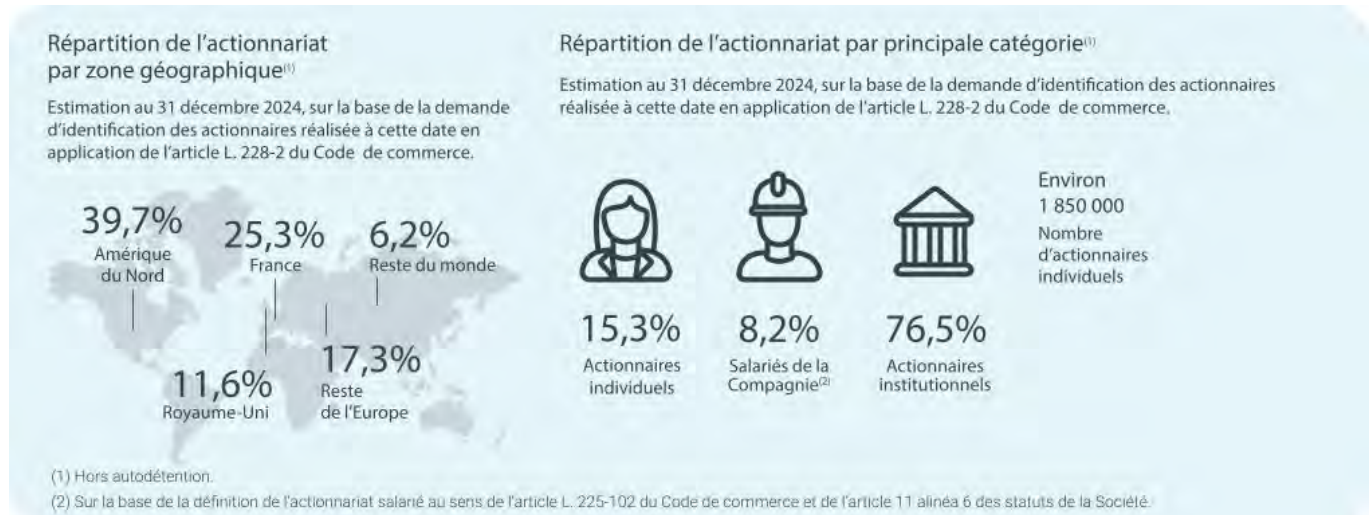 Répartition de l'actionnariat
par zone géographique(1)
Estimation au 31 décembre 2024, sur la base de la demande
d'identification des actionnaires réalisée à cette date en
application de l'article L. 228-2 du Code de commerce.
39,7%
Amérique
du Nord
25,3%
France
6,2%
Reste du monde
11,6%
Royaume-Uni
17,3%
Reste
de l'Europe
Répartition de l'actionnariat par principale catégorie(1)
Estimation au 31 décembre 2024, sur la base de la demande d'identification des actionnaires
réalisée à cette date en application de l'article L. 228-2 du Code de commerce.
15,3%
Actionnaires
individuels
8,2%
Salariés de la
Compagnie(2)
76,5%
Actionnaires
institutionnels
Environ
1 850 000
Nombre
d'actionnaires
individuels
(1) Hors autodétention.
(2) Sur la base de la définition de l'actionnariat salarié au sens de l'article L. 225-102 du Code de commerce et de l'article 11 alinéa 6 des statuts de la Société.